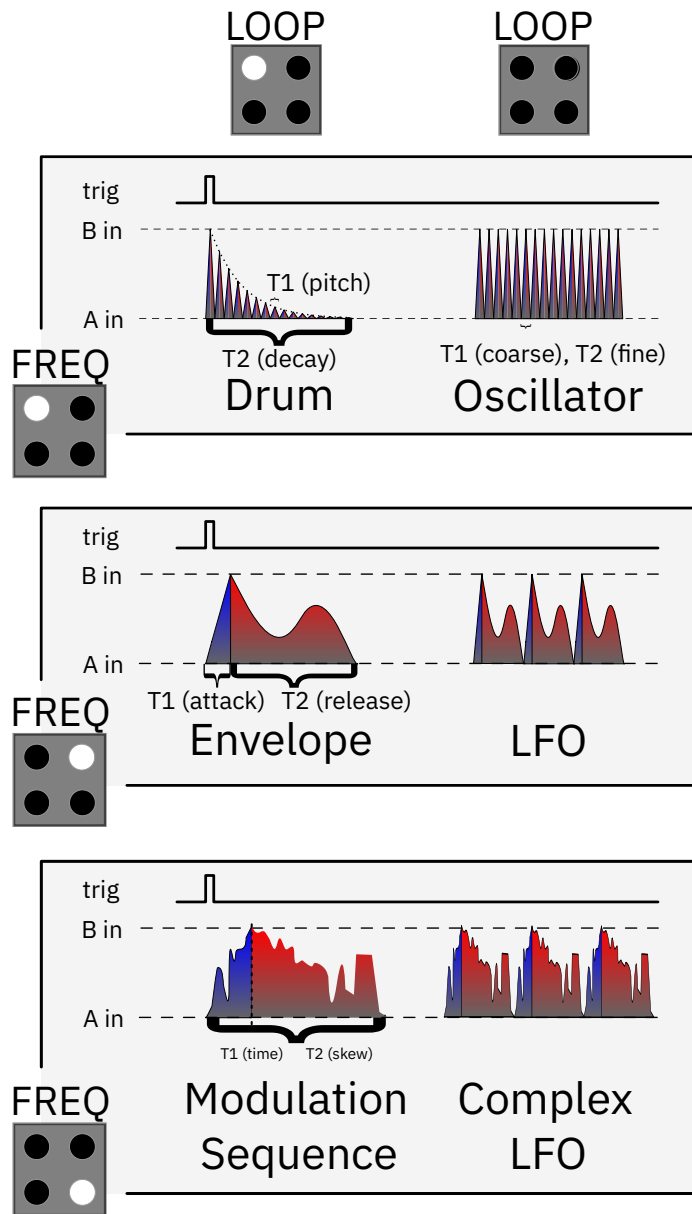 LOOP LOOP
trig
B in
T1 (pitch)
A in
T2 (decay)
T1 (coarse), T2 (fine)
FREQ
Drum Oscillator
trig
B in
A in
T1 (attack) T2 (release)
FREQ
Envelope LFO
trig
B in
A in
T1 (time) T2 (skew)
FREQ
Modulation Complex
Sequence LFO